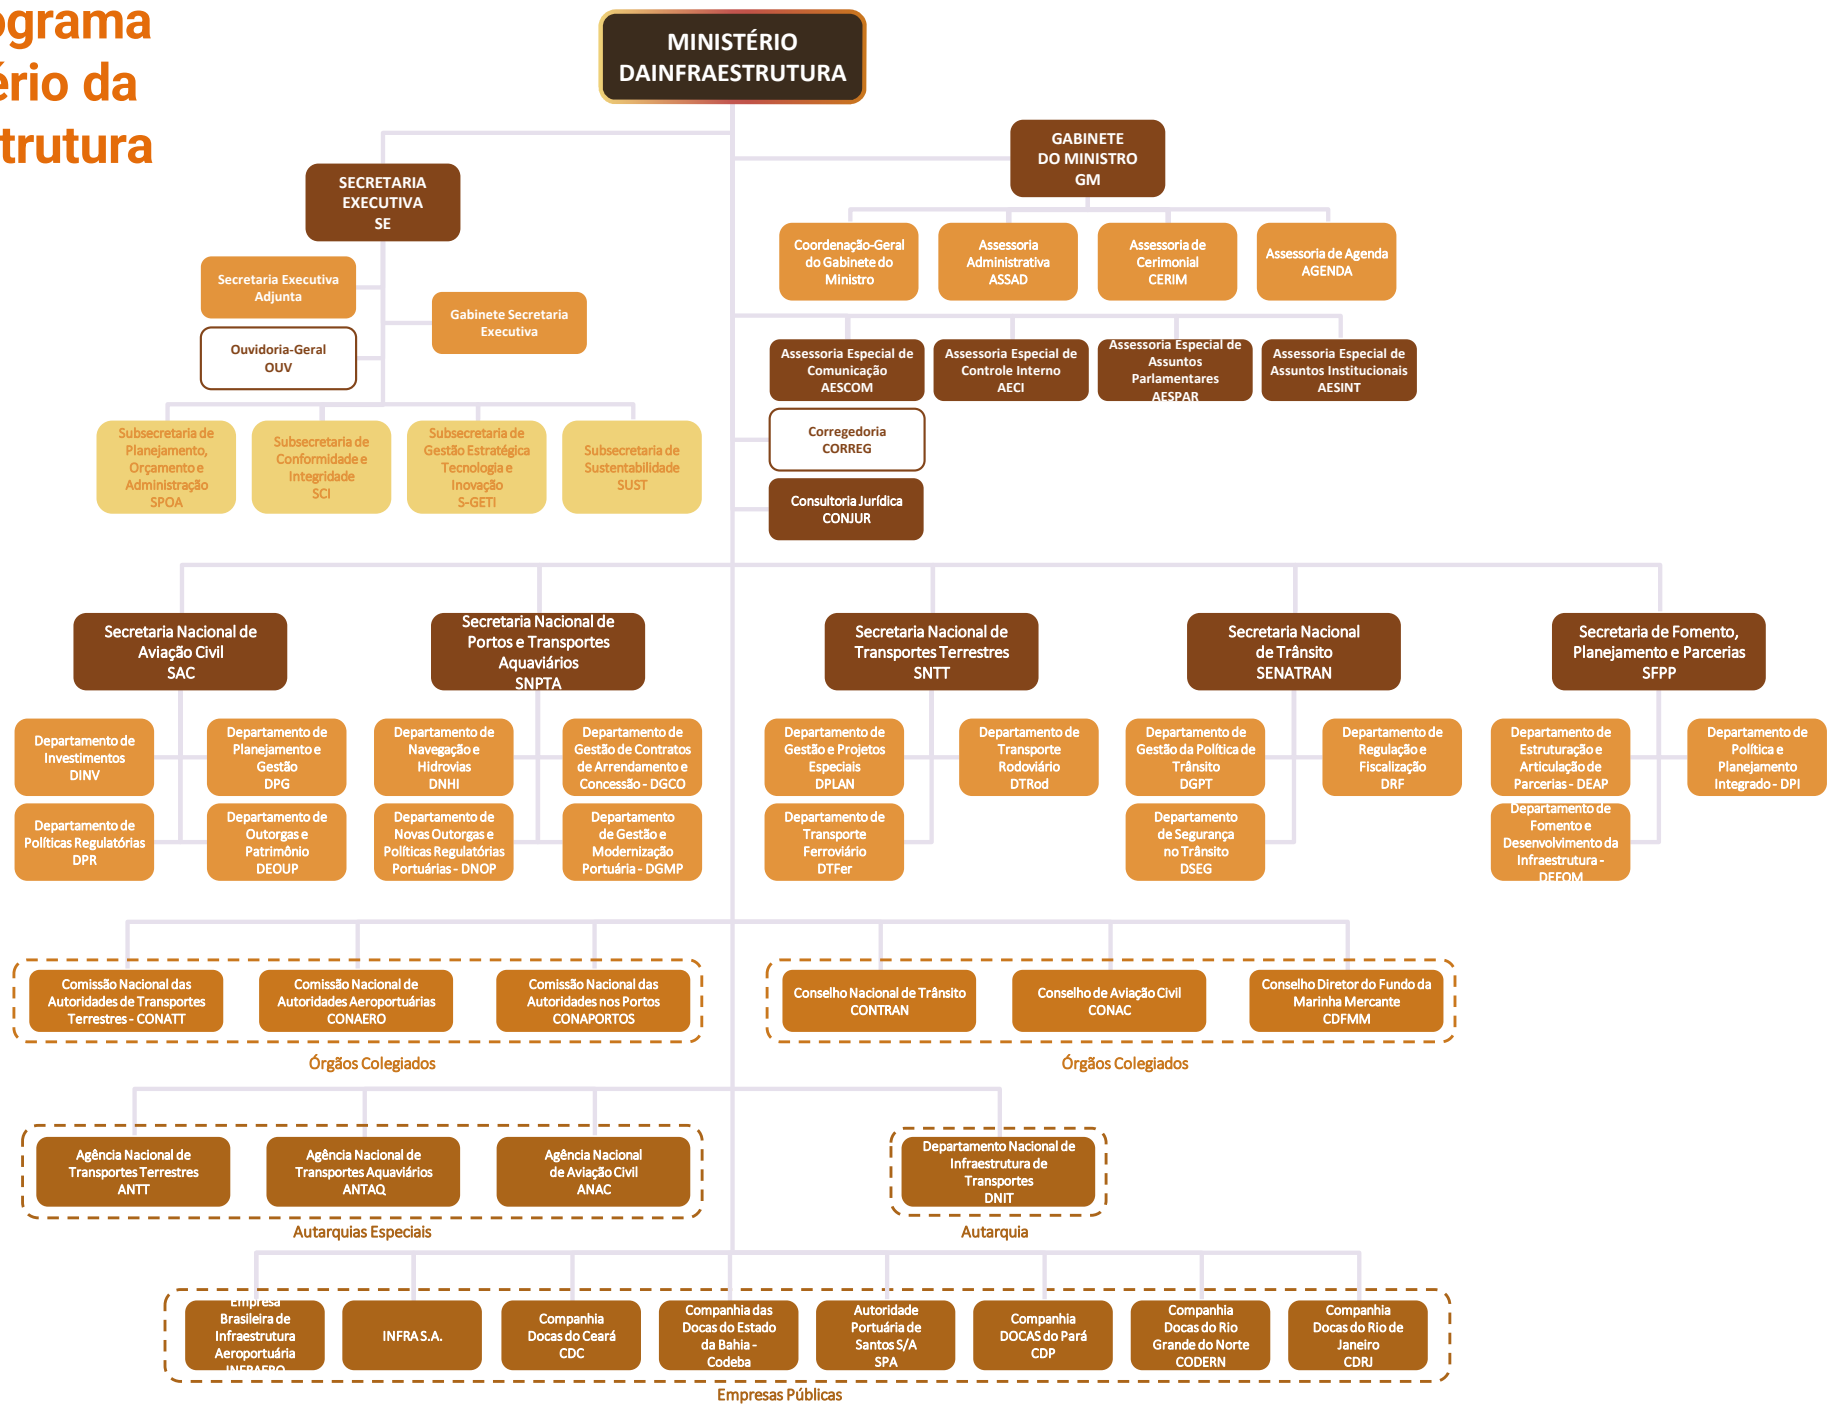 ograma
ério da
trutura
MINISTÉRIO
DAINFRAESTRUTURA
GABINETE
DO MINISTRO
GM
SECRETARIA
EXECUTIVA
SE
Coordenação-Geral
do Gabinete do
Ministro
Assessoria
Administrativa
ASSAD
Assessoria de
Cerimonial
CERIM
Assessoria de Agenda
AGENDA
Secretaria Executiva
Adjunta
Gabinete Secretaria
Executiva
Ouvidoria-Geral
OUV
Assessoria Especial de
Comunicação
AESCOM
Assessoria Especial de
Controle Interno
AECI
Assessoria Especial de
Assuntos
Parlamentares
AESPAR
Assessoria Especial de
Assuntos Institucionais
AESINT
Corregedoria
CORREG
Consultoria Jurídica
CONJUR
Subsecretaria de
Planejamento,
Orçamento e
Administração
SPOA
Subsecretaria de
Conformidade e
Integridade
SCI
Subsecretaria de
Gestão Estratégica
Tecnologia e
Inovação
S-GETI
Subsecretaria de
Sustentabilidade
SUST
Secretaria Nacional de
Aviação Civil
SAC
Secretaria Nacional de
Portos e Transportes
Aquaviários
SNPTA
Secretaria Nacional de
Transportes Terrestres
SNTT
Secretaria Nacional
de Trânsito
SENATRAN
Secretaria de Fomento,
Planejamento e Parcerias
SFPP
Departamento de
Investimentos
DINV
Departamento de
Planejamento e
Gestão
DPG
Departamento de
Navegação e
Hidrovias
DNHI
Departamento de
Gestão de Contratos
de Arrendamento e
Concessão - DGCO
Departamento de
Gestão e Projetos
Especiais
DPLAN
Departamento de
Transporte
Rodoviário
DTRod
Departamento de
Gestão da Política de
Trânsito
DGPT
Departamento de
Regulação e
Fiscalização
DRF
Departamento de
Estruturação e
Articulação de
Parcerias - DEAP
Departamento de
Política e
Planejamento
Integrado - DPI
Departamento de
Políticas Regulatórias
DPR
Departamento de
Outorgas e
Patrimônio
DEOUP
Departamento de
Novas Outorgas e
Políticas Regulatórias
Portuárias - DNOP
Departamento
de Gestão e
Modernização
Portuária - DGMP
Departamento de
Transporte
Ferroviário
DTFer
Departamento
de Segurança
no Trânsito
DSEG
Departamento de
Fomento e
Desenvolvimento da
Infraestrutura -
DEFOM
Comissão Nacional das
Autoridades de Transportes
Terrestres - CONATT
Comissão Nacional de
Autoridades Aeroportuárias
CONAERO
Comissão Nacional das
Autoridades nos Portos
CONAPORTOS
Conselho Nacional de Trânsito
CONTRAN
Conselho de Aviação Civil
CONAC
Conselho Diretor do Fundo da
Marinha Mercante
CDFMM
Órgãos Colegiados
Órgãos Colegiados
Agência Nacional de
Transportes Terrestres
ANTT
Agência Nacional de
Transportes Aquaviários
ANTAQ
Agência Nacional
de Aviação Civil
ANAC
Departamento Nacional de
Infraestrutura de
Transportes
DNIT
Autarquias Especiais
Autarquia
Empresa
Brasileira de
Infraestrutura
Aeroportuária
INFRAERO
INFRA S.A.
Companhia
Docas do Ceará
CDC
Companhia das
Docas do Estado
da Bahia -
Codeba
Autoridade
Portuária de
Santos S/A
SPA
Companhia
DOCAS do Pará
CDP
Companhia
Docas do Rio
Grande do Norte
CODERN
Companhia
Docas do Rio de
Janeiro
CDRJ
Empresas Públicas